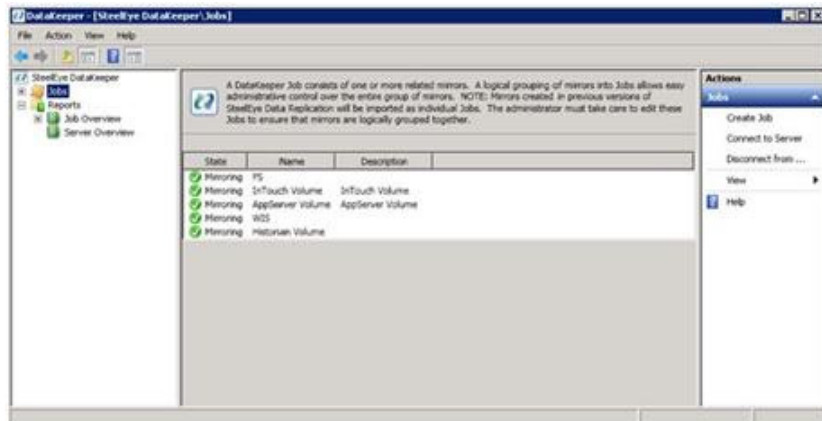 DataKeeper - [SteelEye DataKeeper\Jobs]
File Action View Help
SteelEye DataKeeper
Jobs
Reports
Job Overview
Server Overview
A DataKeeper Job consists of one or more related mirrors. A logical grouping of mirrors into Jobs allows easy
administrative control over the entire group of mirrors. NOTE: Mirrors created in previous versions of
SteelEye Data Replication will be imported as individual Jobs. The administrator must take care to edit these
Jobs to ensure that mirrors are logically grouped together.
State Name Description
Mirroring
Mirroring InTouch Volume InTouch Volume
Mirroring AppServer Volume AppServer Volume
Mirroring WIS
Mirroring Historian Volume
Actions
Jobs
Create Job
Connect to Server
Disconnect from ...
View
Help